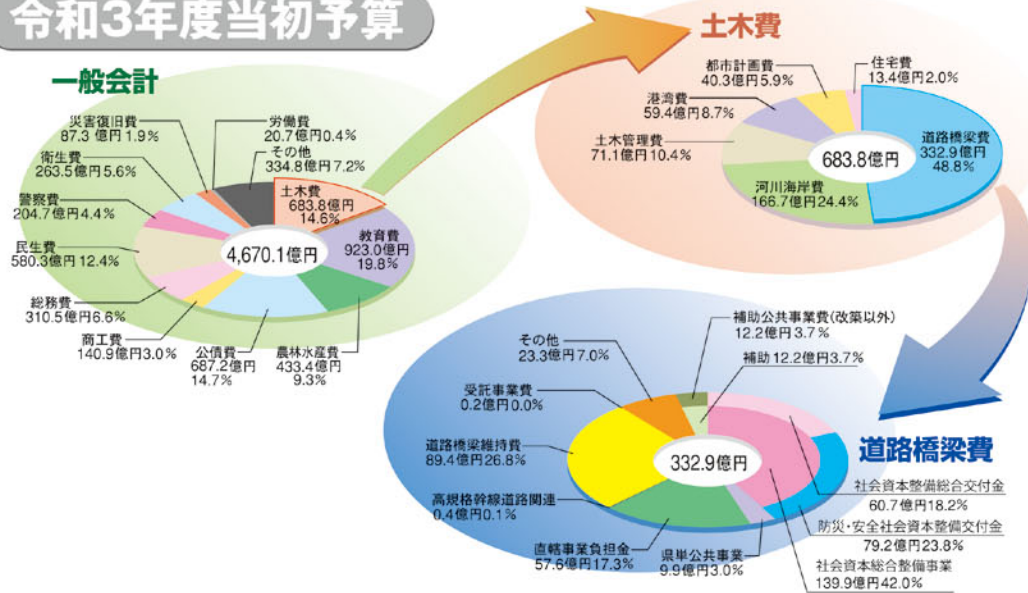 令和3年度当初予算
一般会計
災害復旧費
87.3億円1.9%
労働費
20.7億円0.4%
衛生費
263.5億円5.6%
その他
334.8億円7.2%
警察費
204.7億円4.4%
土木費
683.8億円
14.6%
民生費
580.3億円12.4%
4,670.1億円
教育費
923.0億円
19.8%
総務費
310.5億円6.6%
商工費
140.9億円3.0%
公債費
687.2億円
14.7%
農林水産費
433.4億円
9.3%
土木費
都市計画費
40.3億円5.9%
住宅費
13.4億円2.0%
港湾費
59.4億円8.7%
土木管理費
71.1億円10.4%
683.8億円
道路橋梁費
332.9億円
48.8%
河川海岸費
166.7億円24.4%
補助公共事業費(改築以外)
12.2億円3.7%
その他
23.3億円7.0%
補助12.2億円3.7%
受託事業費
0.2億円0.0%
道路橋梁維持費
89.4億円26.8%
332.9億円
道路橋梁費
高規格幹線道路関連
0.4億円0.1%
社会資本整備総合交付金
60.7億円18.2%
防災・安全社会資本整備交付金
79.2億円23.8%
直轄事業負担金
57.6億円17.3%
県単公共事業
9.9億円3.0%
社会資本総合整備事業
139.9億円42.0%